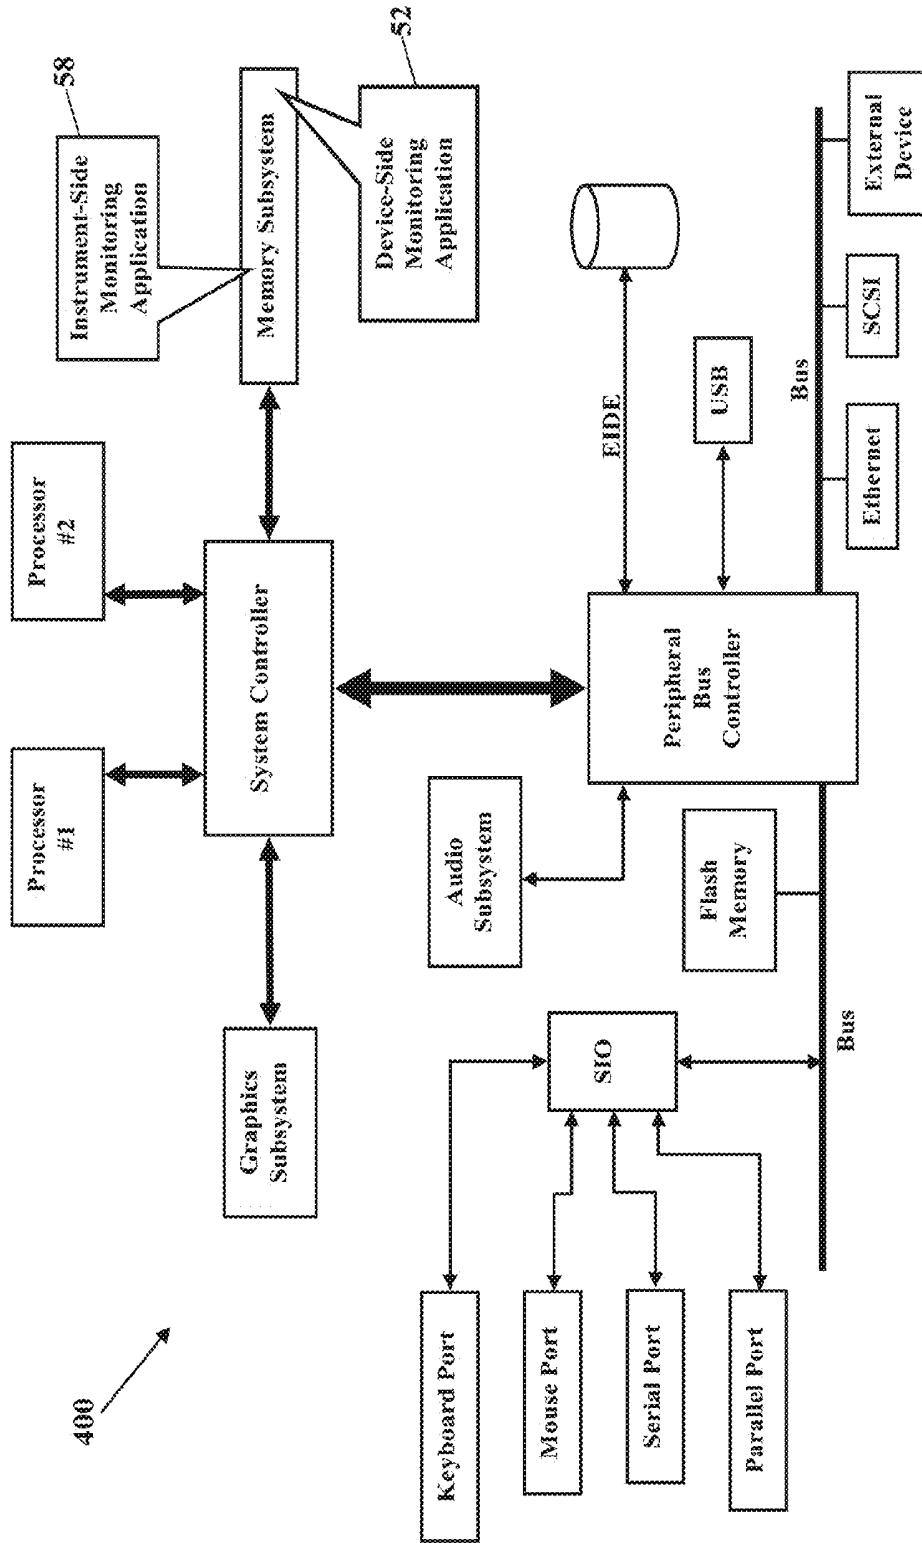 400
Processor
#1
Processor
#2
Instrument-Side
Monitoring
Application
58
Graphics
Subsystem
System Controller
Memory Subsystem
Device-Side
Monitoring
Application
52
Keyboard Port
Mouse Port
Serial Port
Parallel Port
SIO
Audio
Subsystem
Flash
Memory
Peripheral
Bus
Controller
EIDE
USB
Bus
Bus
Ethernet
SCSI
External
Device